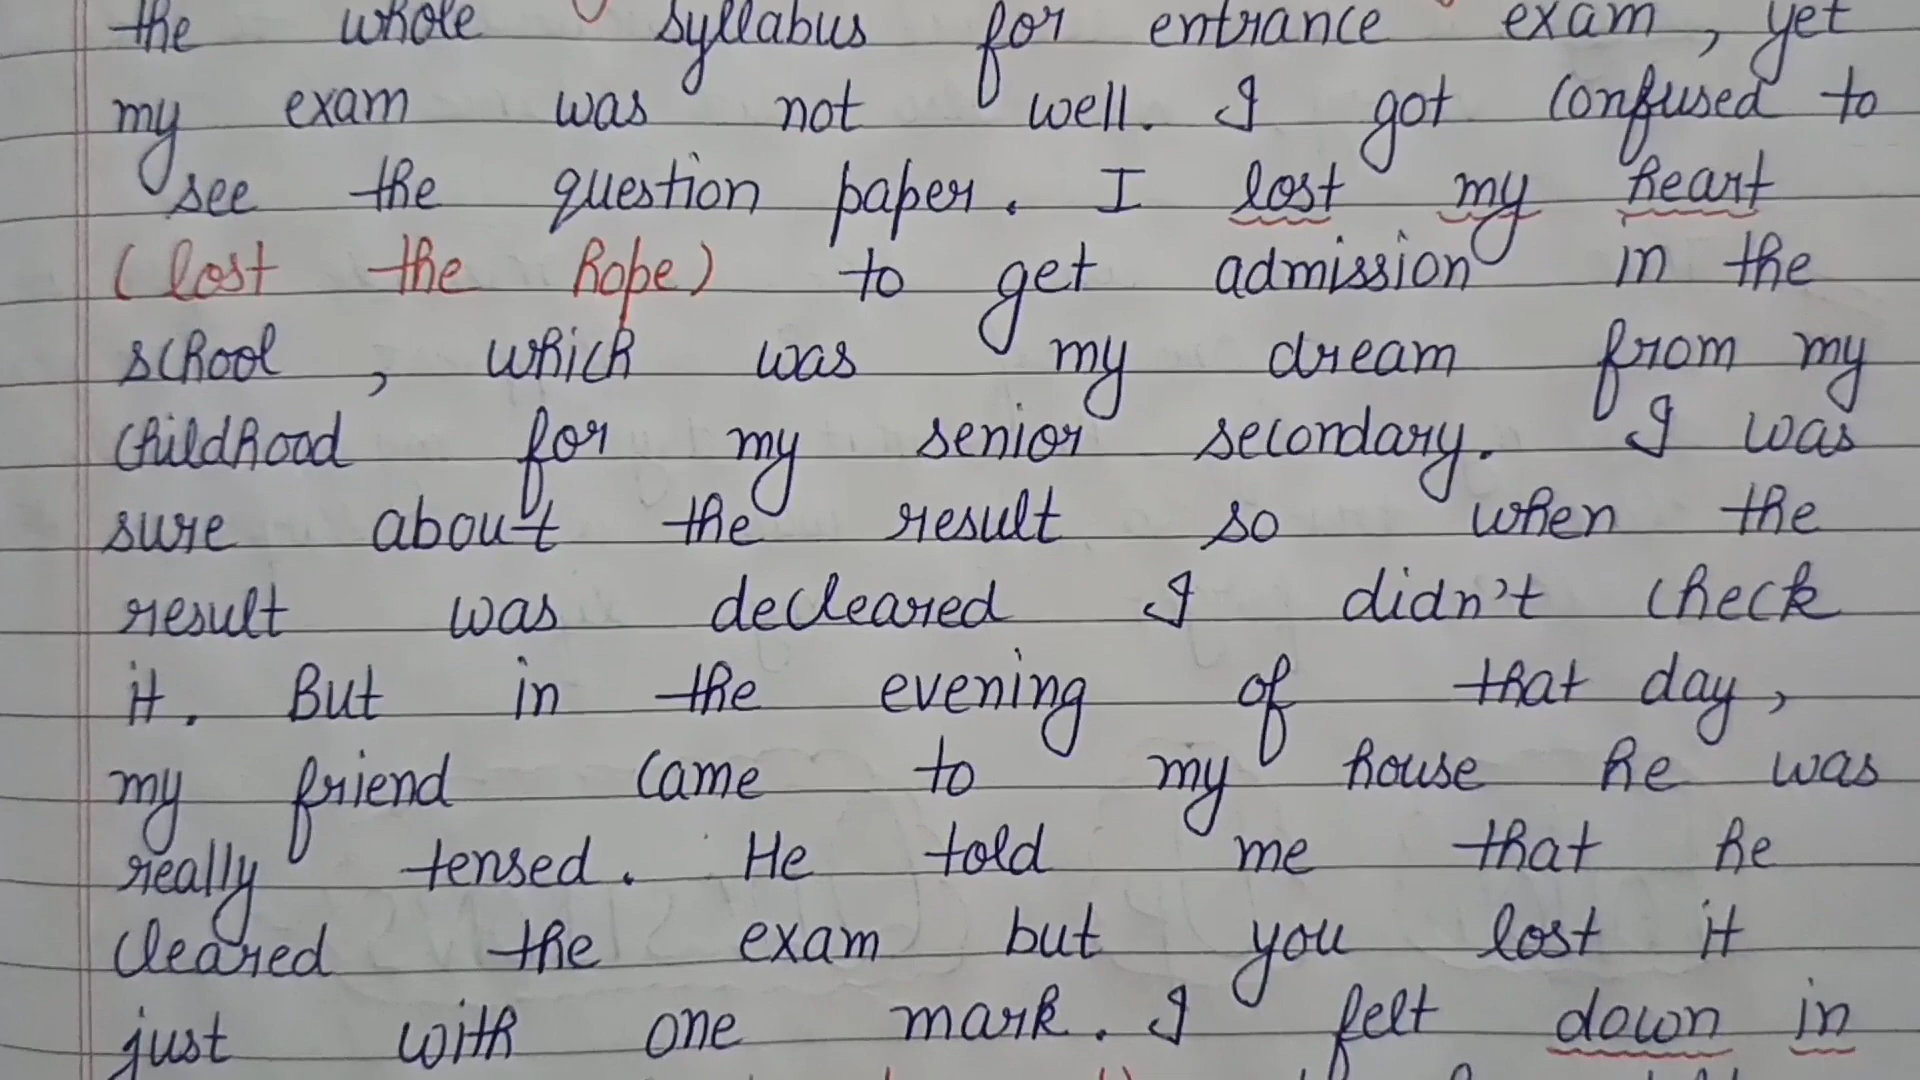 the whole syllabus for entrance exam, yet
my exam was not well. I got confused to
see the question paper. I lost my heart
(lost the hope) to get admission in the
school, which was my dream from my
childhood for my senior secondary. I was
sure about the result so when the
result was decleared I didn't check
it. But in the evening of that day,
my friend came to my house he was
really tensed. He told me that he
cleared the exam but you lost it
just with one mark. I felt down in